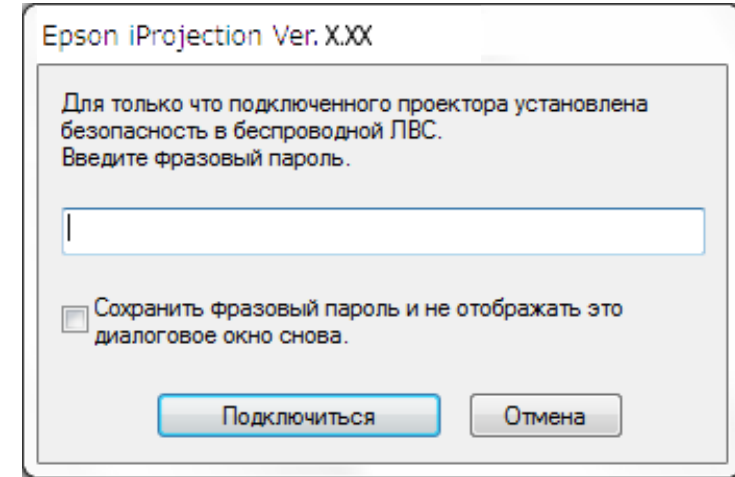 Epson iProjection Ver. X.XX
Для только что подключенного проектора установлена
безопасность в беспроводной ЛВС.
Введите фразовый пароль.
Сохранить фразовый пароль и не отображать это
диалоговое окно снова.
Подключиться Отмена